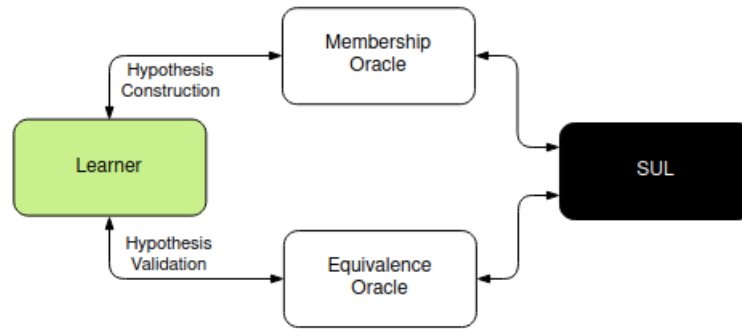 Membership
Oracle
Hypothesis
Construction
Learner
SUL
Hypothesis
Validation
Equivalence
Oracle